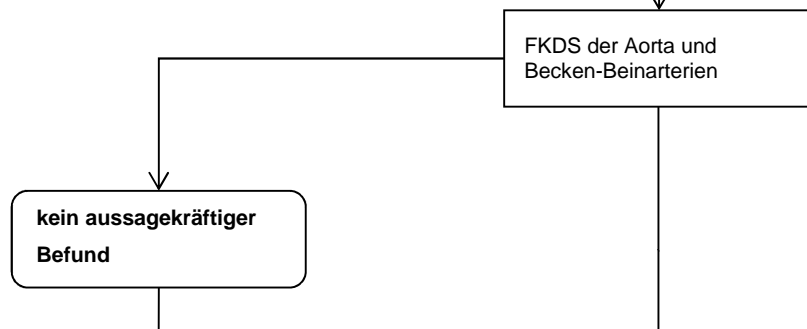 FKDS der Aorta und
Becken-Beinarterien
kein aussagekräftiger
Befund